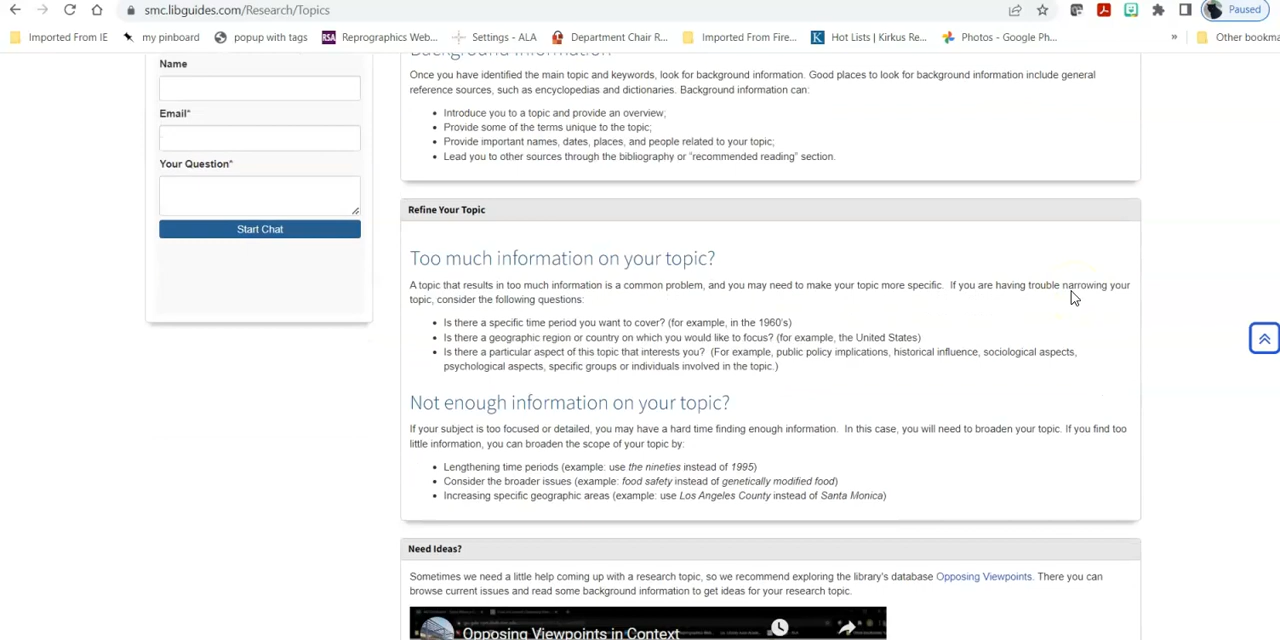 smc.libguides.com/Research/Topics
Paused
Imported From IE
my pinboard
popup with tags
RSA
Reprographics Web...
Settings - ALA
Department Chair R...
Imported From Fire...
K
Hot Lists | Kirkus Re...
Photos - Google Ph...
»
Other bookma
Name
Email*
Your Question*
Start Chat
Background Information
Once you have identified the main topic and keywords, look for background information. Good places to look for background information include general
reference sources, such as encyclopedias and dictionaries. Background information can:
• Introduce you to a topic and provide an overview;
• Provide some of the terms unique to the topic;
• Provide important names, dates, places, and people related to your topic;
• Lead you to other sources through the bibliography or "recommended reading" section.
Refine Your Topic
Too much information on your topic?
A topic that results in too much information is a common problem, and you may need to make your topic more specific. If you are having trouble narrowing your
topic, consider the following questions:
• Is there a specific time period you want to cover? (for example, in the 1960's)
• Is there a geographic region or country on which you would like to focus? (for example, the United States)
• Is there a particular aspect of this topic that interests you? (For example, public policy implications, historical influence, sociological aspects,
psychological aspects, specific groups or individuals involved in the topic.)
Not enough information on your topic?
If your subject is too focused or detailed, you may have a hard time finding enough information. In this case, you will need to broaden your topic. If you find too
little information, you can broaden the scope of your topic by:
• Lengthening time periods (example: use the nineties instead of 1995)
• Consider the broader issues (example: food safety instead of genetically modified food)
• Increasing specific geographic areas (example: use Los Angeles County instead of Santa Monica)
Need Ideas?
Sometimes we need a little help coming up with a research topic, so we recommend exploring the library's database Opposing Viewpoints. There you can
browse current issues and read some background information to get ideas for your research topic.
Opposing Viewpoints in Context